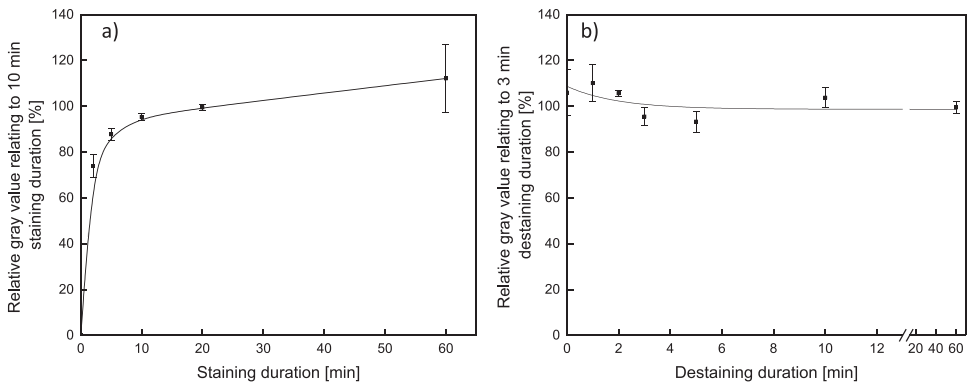 a)
Relative gray value relating to 10 min
staining duration [%]
140
120
100
80
60
40
20
0
0 10 20 30 40 50 60
Staining duration [min]
b)
Relative gray value relating to 3 min
destaining duration [%]
140
120
100
80
60
40
20
0
0 2 4 6 8 10 12 20 40 60
Destaining duration [min]